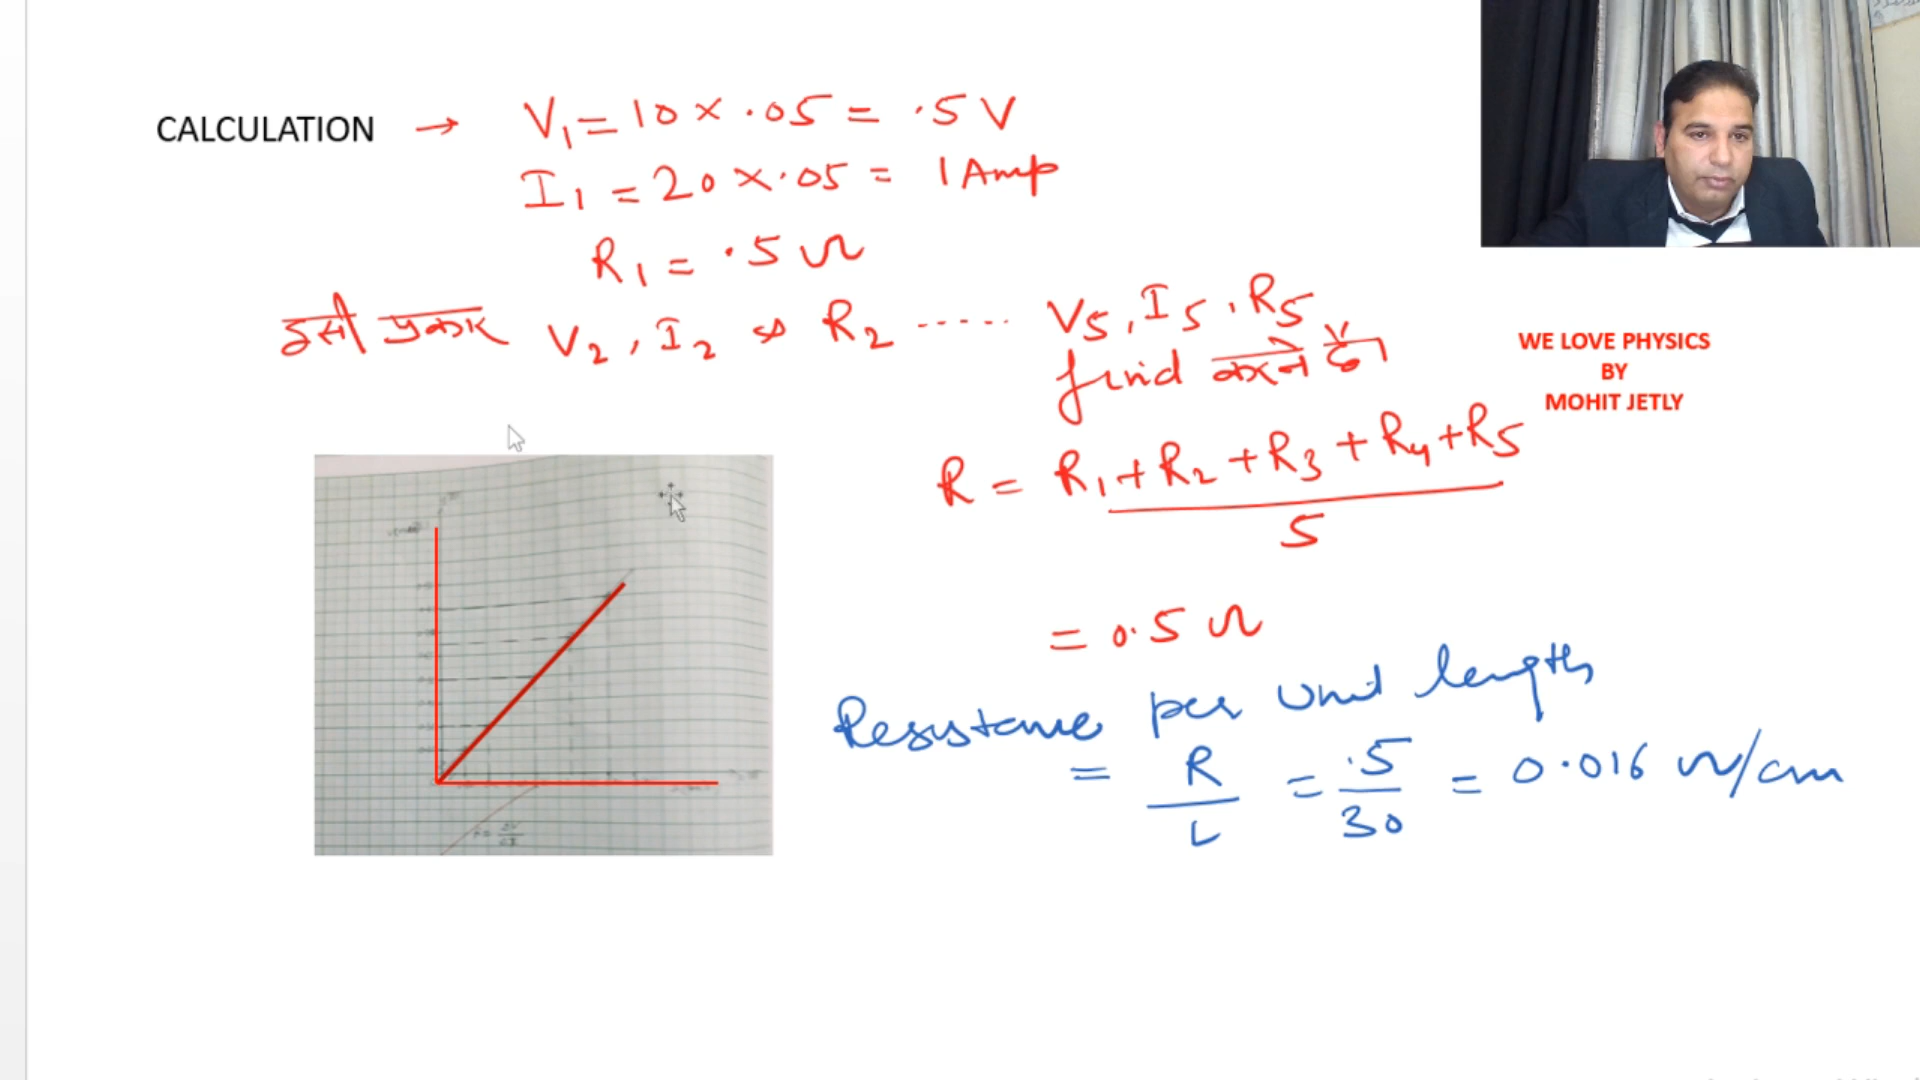 CALCULATION → V₁ = 10 × .05 = .5 V
I₁ = 20 × .05 = 1 Amp
R₁ = .5 Ω
इसी प्रकार V₂, I₂ ⇒ R₂ ...... V₅, I₅, R₅
find करने है
WE LOVE PHYSICS
BY
MOHIT JETLY
R = R₁ + R₂ + R₃ + R₄ + R₅
5
= 0.5 Ω
Resistance per unit length
= R / L = .5 / 30 = 0.016 Ω/cm